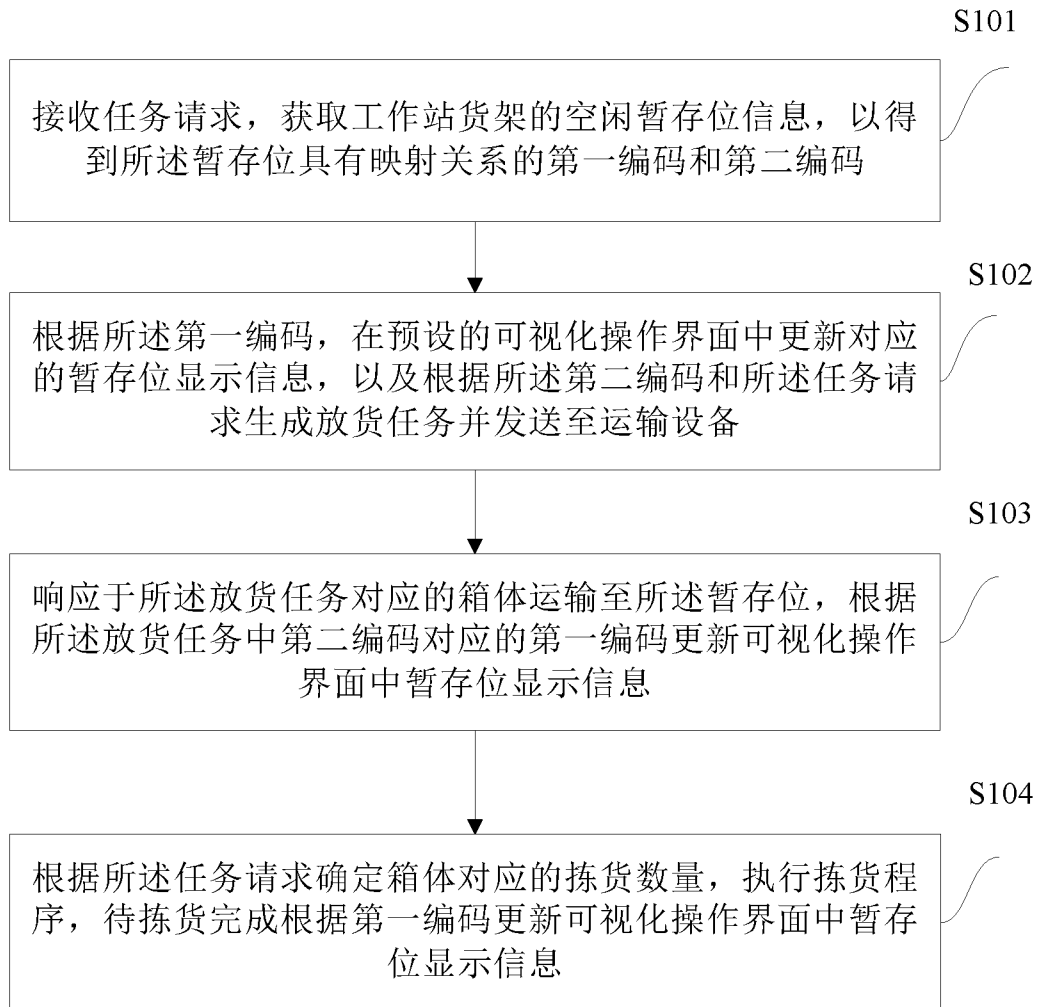 S101
接收任务请求，获取工作站货架的空闲暂存位信息，以得
到所述暂存位具有映射关系的第一编码和第二编码
S102
根据所述第一编码，在预设的可视化操作界面中更新对应
的暂存位显示信息，以及根据所述第二编码和所述任务请
求生成放货任务并发送至运输设备
S103
响应于所述放货任务对应的箱体运输至所述暂存位，根据
所述放货任务中第二编码对应的第一编码更新可视化操作
界面中暂存位显示信息
S104
根据所述任务请求确定箱体对应的拣货数量，执行拣货程
序，待拣货完成根据第一编码更新可视化操作界面中暂存
位显示信息